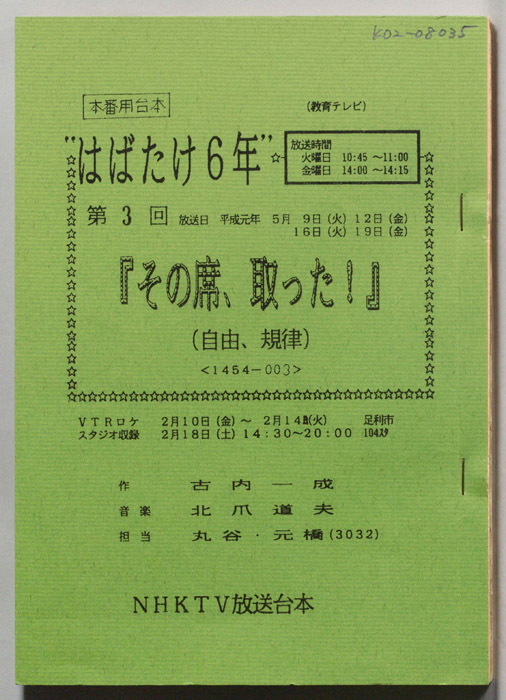 K02-08035
本番用台本
(教育テレビ)
"はばたけ6年"
放送時間
火曜日 10:45 ~11:00
金曜日 14:00 ~14:15
第 3 回 放送日 平成元年 5月 9日(火) 12日(金)
16日(火) 19日(金)
『その席、取った!』
(自由、規律)
<1454-003>
VTRロケ 2月10日(金)~ 2月14日(火) 足利市
スタジオ収録 2月18日(土) 14:30~20:00 104スタ
作 古内一成
音楽 北爪道夫
担当 丸谷・元橋(3032)
NHKTV放送台本